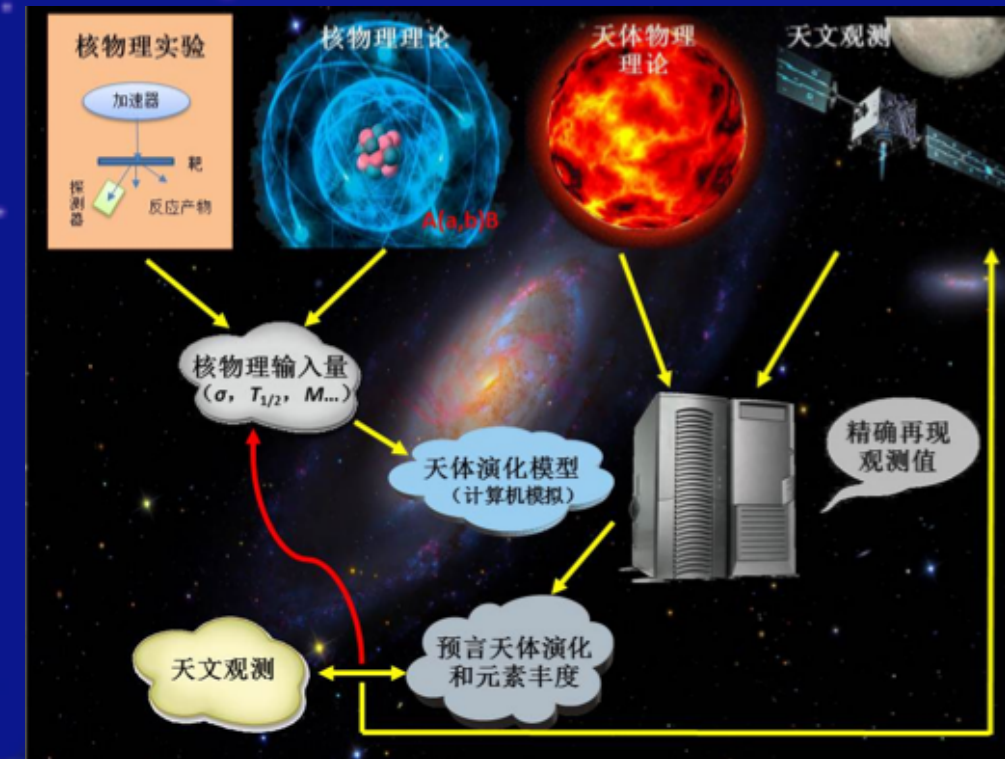 核物理实验
加速器
靶
探测器
反应产物
核物理理论
A(a,b)B
天体物理
理论
天文观测
核物理输入量
（σ，T1/2，M...）
天体演化模型
（计算机模拟）
精确再现
观测值
天文观测
预言天体演化
和元素丰度